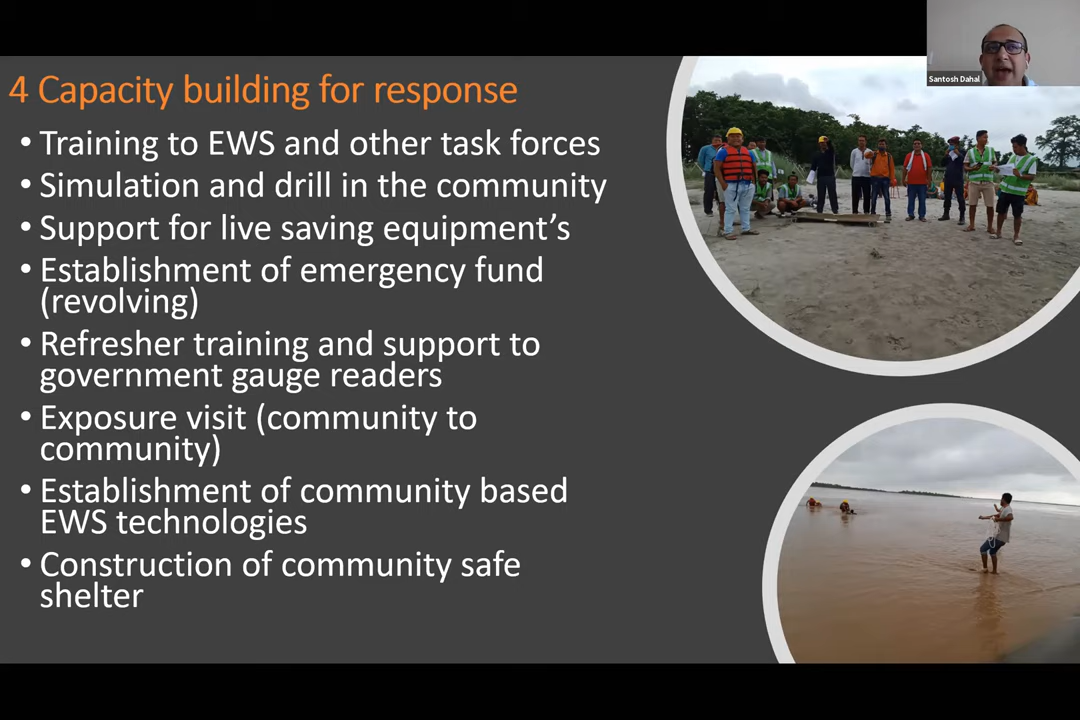 Santosh Dahal
4 Capacity building for response
• Training to EWS and other task forces
• Simulation and drill in the community
• Support for live saving equipment’s
• Establishment of emergency fund
(revolving)
• Refresher training and support to
government gauge readers
• Exposure visit (community to
community)
• Establishment of community based
EWS technologies
• Construction of community safe
shelter